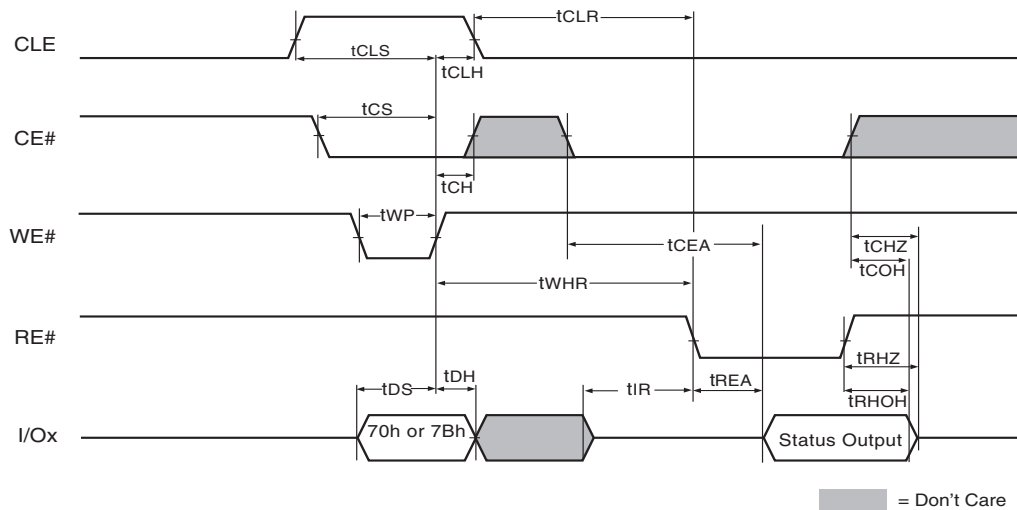 tCLR
CLE
tCLS
tCLH
tCS
CE#
tCH
tWP
WE#
tCEA
tCHZ
tCOH
tWHR
RE#
tDH
tRHZ
tDS
tIR
tREA
tRHOH
I/Ox
70h or 7Bh
Status Output
= Don't Care